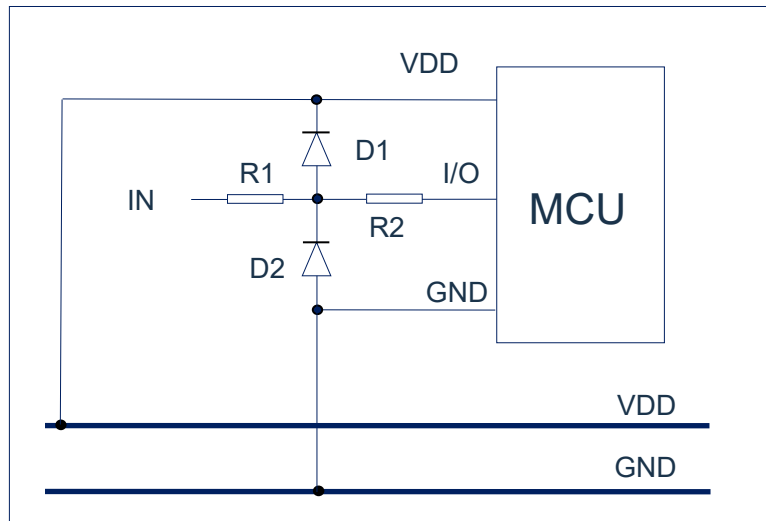 VDD
D1
R1
I/O
IN
MCU
R2
D2
GND
VDD
GND